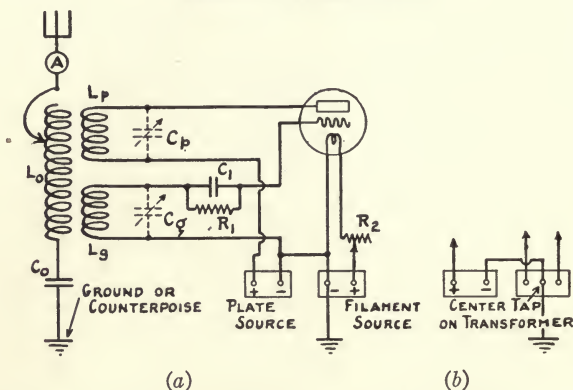 A
Lp
Cp
Lo
C1
R1
Cg
Lg
R2
Co
GROUND OR
COUNTERPOISE
+ -
PLATE
SOURCE
- +
FILAMENT
SOURCE
+ -
CENTER TAP
ON TRANSFORMER
(a) (b)